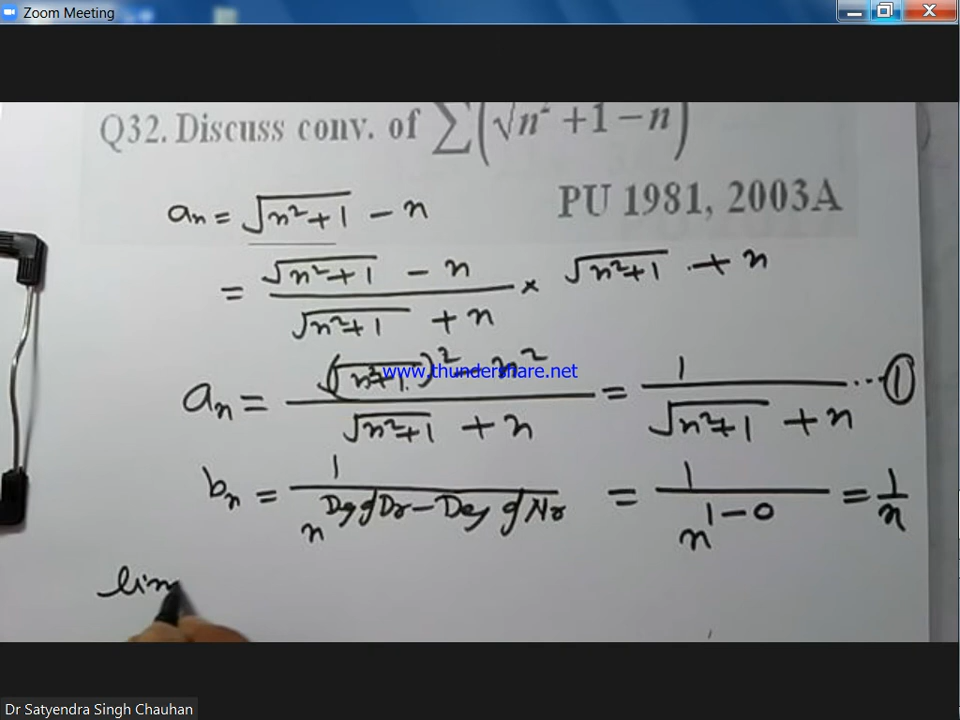 Zoom Meeting
Q32. Discuss conv. of ∑(√n² +1 – n)
PU 1981, 2003A
aₙ = √(n²+1) – n
= (√(n²+1) – n)/(√(n²+1) + n) × √(n²+1) + n
aₙ = ((√(n²+1))² – n²)/(√(n²+1) + n) = 1/(√(n²+1) + n) ... ①
www.thundershare.net
bₙ = 1/n^(Deg of Dr – Deg of Nr) = 1/n^(1–0) = 1/n
lim
Dr Satyendra Singh Chauhan